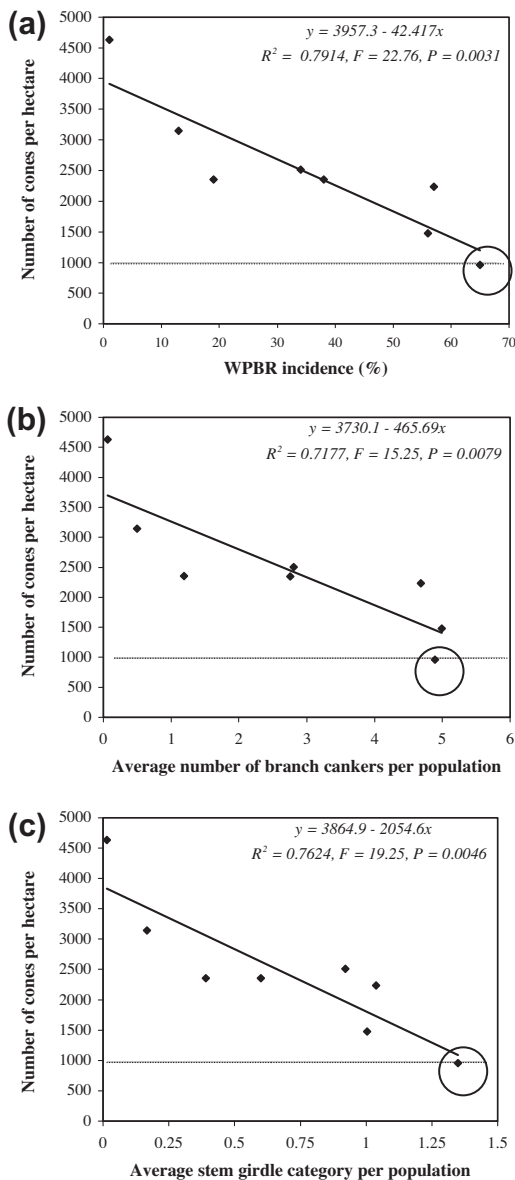 (a)
y = 3957.3 - 42.417x
R² = 0.7914, F = 22.76, P = 0.0031
Number of cones per hectare
5000
4500
4000
3500
3000
2500
2000
1500
1000
500
0
0 10 20 30 40 50 60 70
WPBR incidence (%)
(b)
y = 3730.1 - 465.69x
R² = 0.7177, F = 15.25, P = 0.0079
Number of cones per hectare
5000
4500
4000
3500
3000
2500
2000
1500
1000
500
0
0 1 2 3 4 5 6
Average number of branch cankers per population
(c)
y = 3864.9 - 2054.6x
R² = 0.7624, F = 19.25, P = 0.0046
Number of cones per hectare
5000
4500
4000
3500
3000
2500
2000
1500
1000
500
0
0 0.25 0.5 0.75 1 1.25 1.5
Average stem girdle category per population